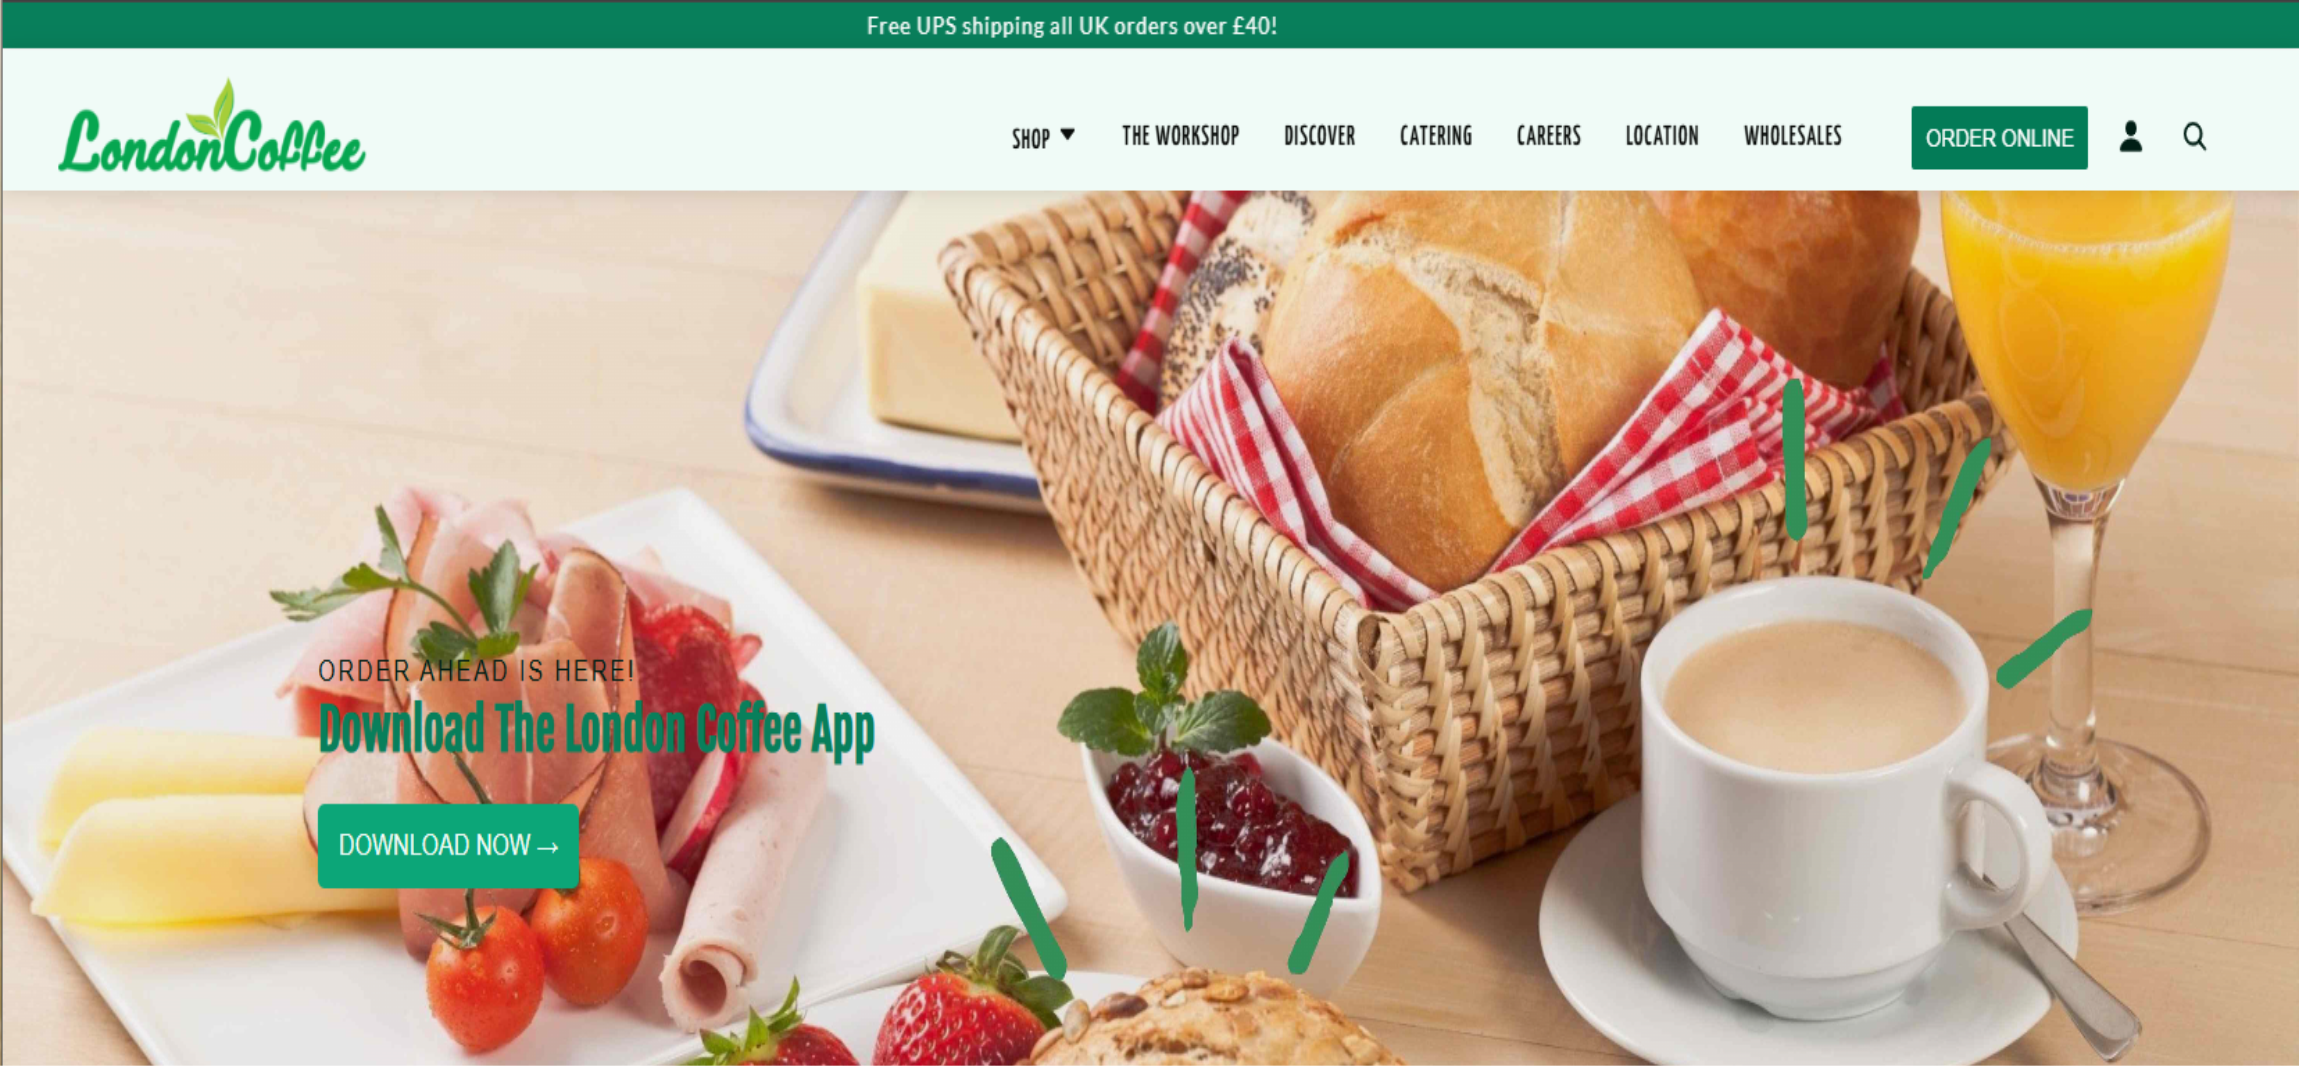 Free UPS shipping all UK orders over £40!
LondonCoffee
SHOP ▼ THE WORKSHOP DISCOVER CATERING CAREERS LOCATION WHOLESALES ORDER ONLINE
ORDER AHEAD IS HERE!
Download The London Coffee App
DOWNLOAD NOW →